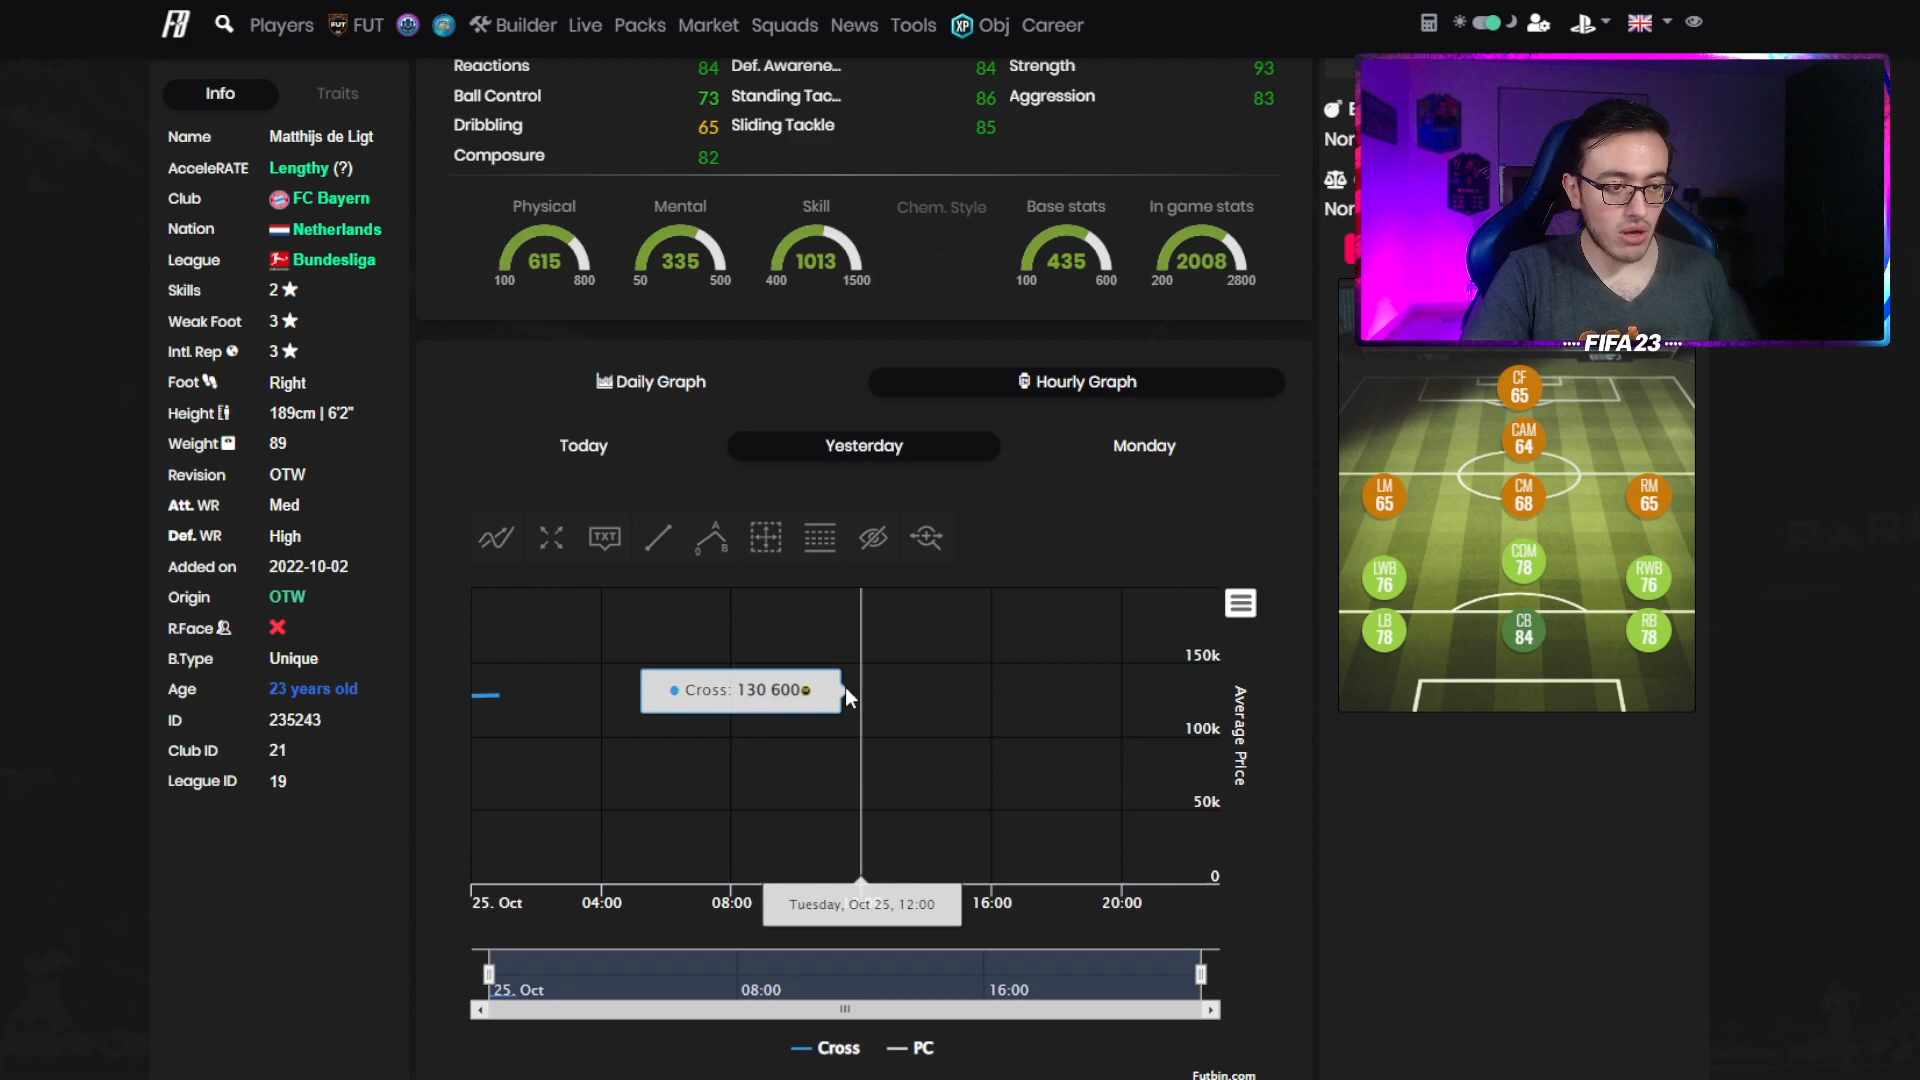 Players FUT Builder Live Packs Market Squads News Tools XP Obj Career
Info Traits
Name Matthijs de Ligt
AcceleRATE Lengthy (?)
Club FC Bayern
Nation Netherlands
League Bundesliga
Skills 2
Weak Foot 3
Intl. Rep 3
Foot Right
Height 189cm | 6'2"
Weight 89
Revision OTW
Att. WR Med
Def. WR High
Added on 2022-10-02
Origin OTW
R.Face
B.Type Unique
Age 23 years old
ID 235243
Club ID 21
League ID 19
Reactions 84 Def. Awarene... 84 Strength 93
Ball Control 73 Standing Tac... 86 Aggression 83
Dribbling 65 Sliding Tackle 85
Composure 82
Physical Mental Skill Chem. Style Base stats In game stats
615 335 1013 435 2008
100 800 50 500 400 1500 100 600 200 2800
Daily Graph Hourly Graph
Today Yesterday Monday
TXT A 0 B
150k
Cross: 130 600
100k
50k
0
Average Price
25. Oct 04:00 08:00 16:00 20:00
Tuesday, Oct 25, 12:00
25. Oct 08:00 16:00
Cross PC
Futbin.com
FIFA 23
CF
65
CAM
64
LM
65
CM
68
RM
65
CDM
78
LWB
76
RWB
76
LB
78
CB
84
RB
78